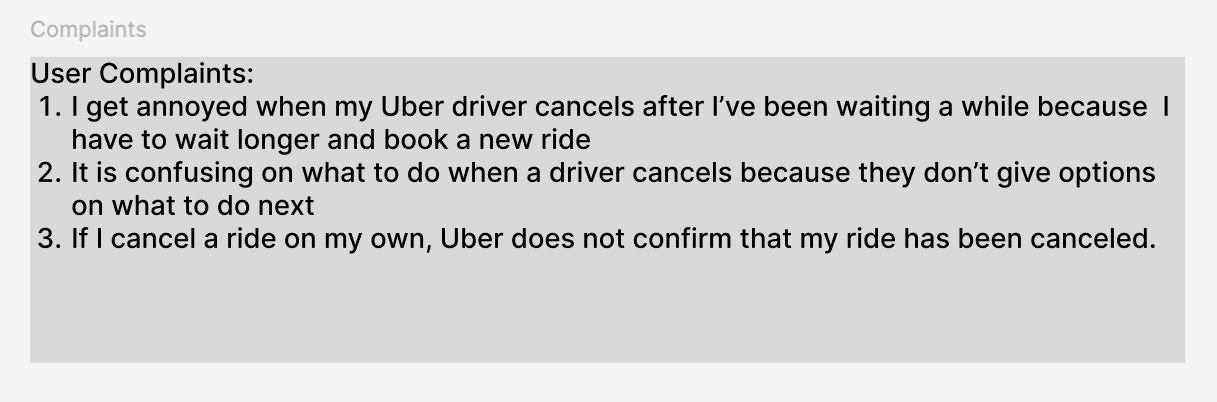 Complaints
User Complaints:
1. I get annoyed when my Uber driver cancels after I’ve been waiting a while because  I
have to wait longer and book a new ride
2. It is confusing on what to do when a driver cancels because they don’t give options
on what to do next
3. If I cancel a ride on my own, Uber does not confirm that my ride has been canceled.